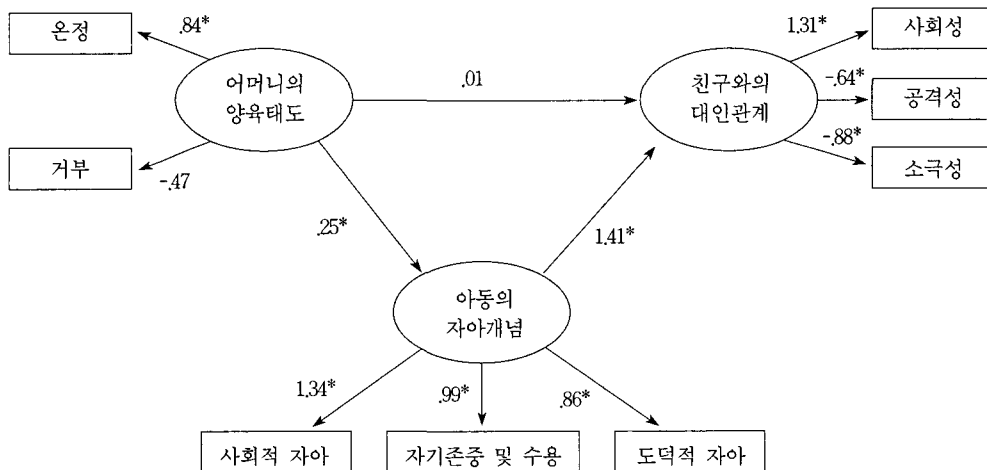 온정
.84*
어머니의
양육태도
거부
-.47
.01
친구와의
대인관계
1.31*
사회성
-.64*
공격성
-.88*
소극성
.25*
1.41*
아동의
자아개념
1.34*
.99*
.86*
사회적 자아
자기존중 및 수용
도덕적 자아